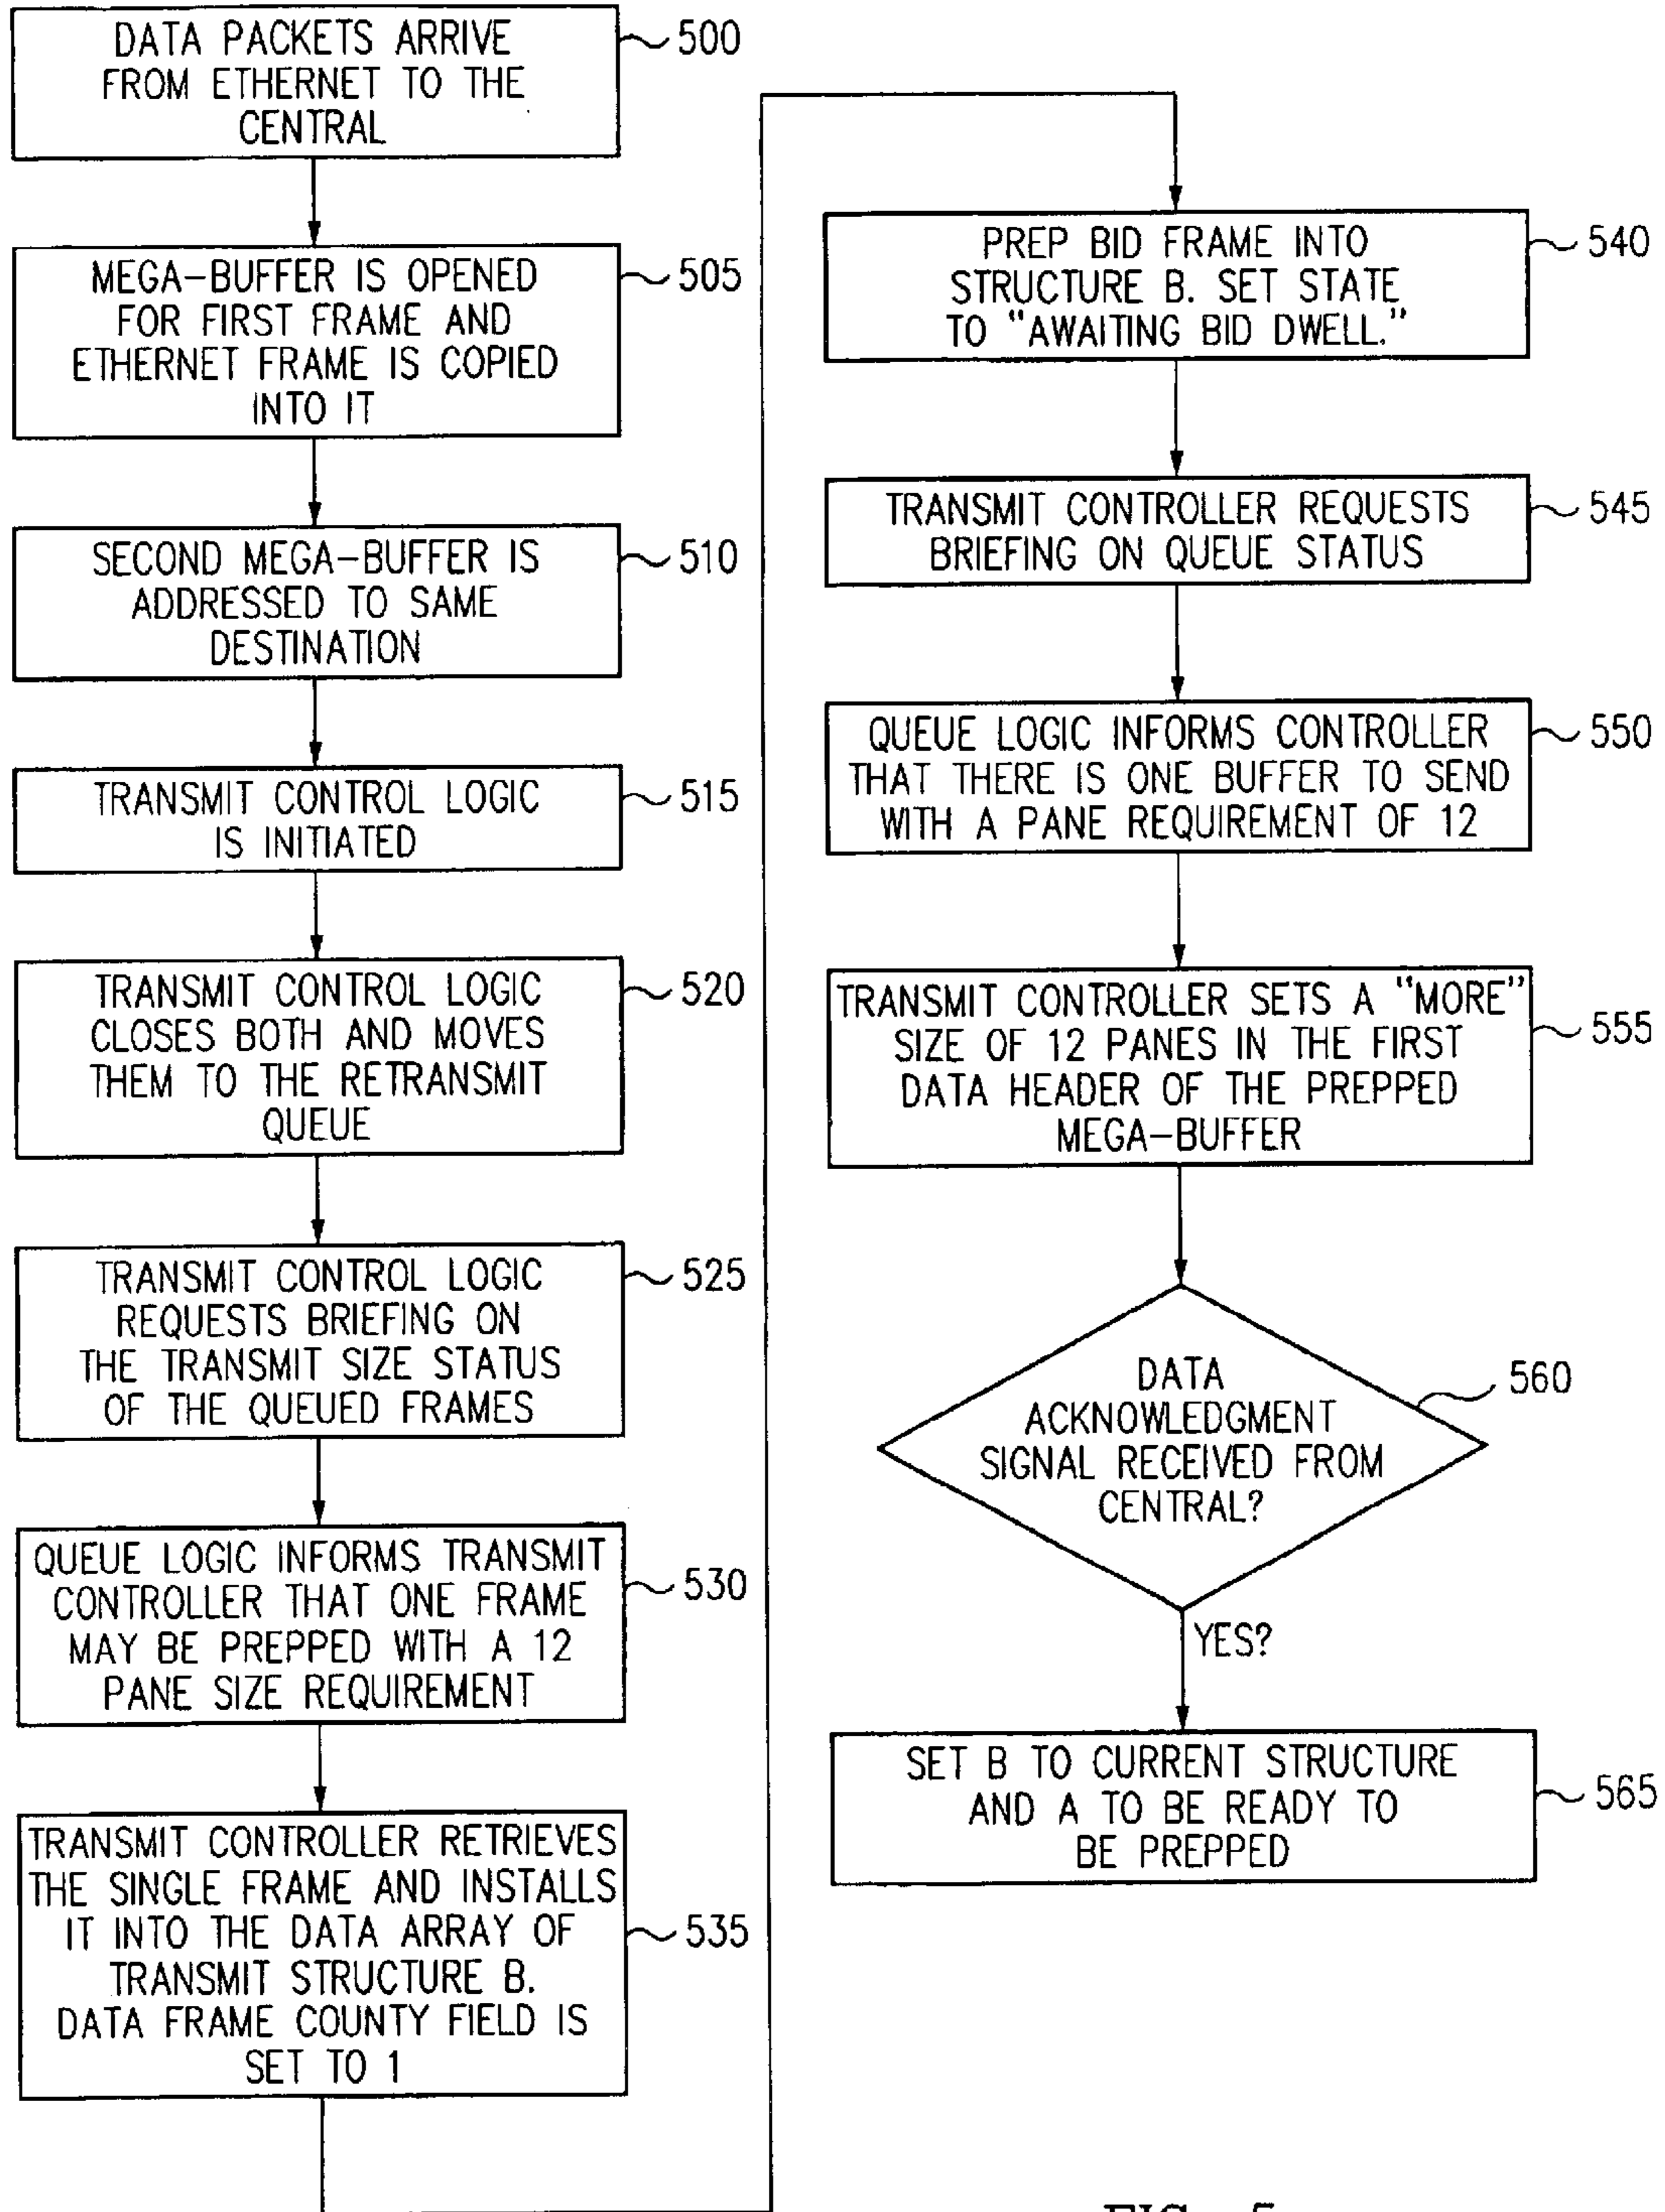 DATA PACKETS ARRIVE
FROM ETHERNET TO THE
CENTRAL
500
MEGA-BUFFER IS OPENED
FOR FIRST FRAME AND
ETHERNET FRAME IS COPIED
INTO IT
505
SECOND MEGA-BUFFER IS
ADDRESSED TO SAME
DESTINATION
510
TRANSMIT CONTROL LOGIC
IS INITIATED
515
TRANSMIT CONTROL LOGIC
CLOSES BOTH AND MOVES
THEM TO THE RETRANSMIT
QUEUE
520
TRANSMIT CONTROL LOGIC
REQUESTS BRIEFING ON
THE TRANSMIT SIZE STATUS
OF THE QUEUED FRAMES
525
QUEUE LOGIC INFORMS TRANSMIT
CONTROLLER THAT ONE FRAME
MAY BE PREPPED WITH A 12
PANE SIZE REQUIREMENT
530
TRANSMIT CONTROLLER RETRIEVES
THE SINGLE FRAME AND INSTALLS
IT INTO THE DATA ARRAY OF
TRANSMIT STRUCTURE B.
DATA FRAME COUNTY FIELD IS
SET TO 1
535
PREP BID FRAME INTO
STRUCTURE B. SET STATE
TO "AWAITING BID DWELL."
540
TRANSMIT CONTROLLER REQUESTS
BRIEFING ON QUEUE STATUS
545
QUEUE LOGIC INFORMS CONTROLLER
THAT THERE IS ONE BUFFER TO SEND
WITH A PANE REQUIREMENT OF 12
550
TRANSMIT CONTROLLER SETS A "MORE"
SIZE OF 12 PANES IN THE FIRST
DATA HEADER OF THE PREPPED
MEGA-BUFFER
555
DATA
ACKNOWLEDGMENT
SIGNAL RECEIVED FROM
CENTRAL?
560
YES?
SET B TO CURRENT STRUCTURE
AND A TO BE READY TO
BE PREPPED
565
FIG. 5